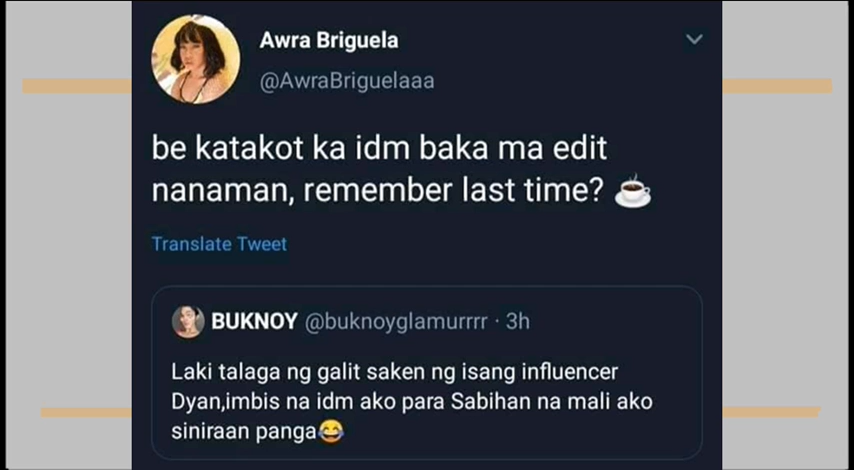 Awra Briguela
@AwraBriguelaaa
be katakot ka idm baka ma edit
nanaman, remember last time? ☕
Translate Tweet
BUKNOY @buknoyglamurrrr · 3h
Laki talaga ng galit saken ng isang influencer
Dyan,imbis na idm ako para Sabihan na mali ako
siniraan panga😂